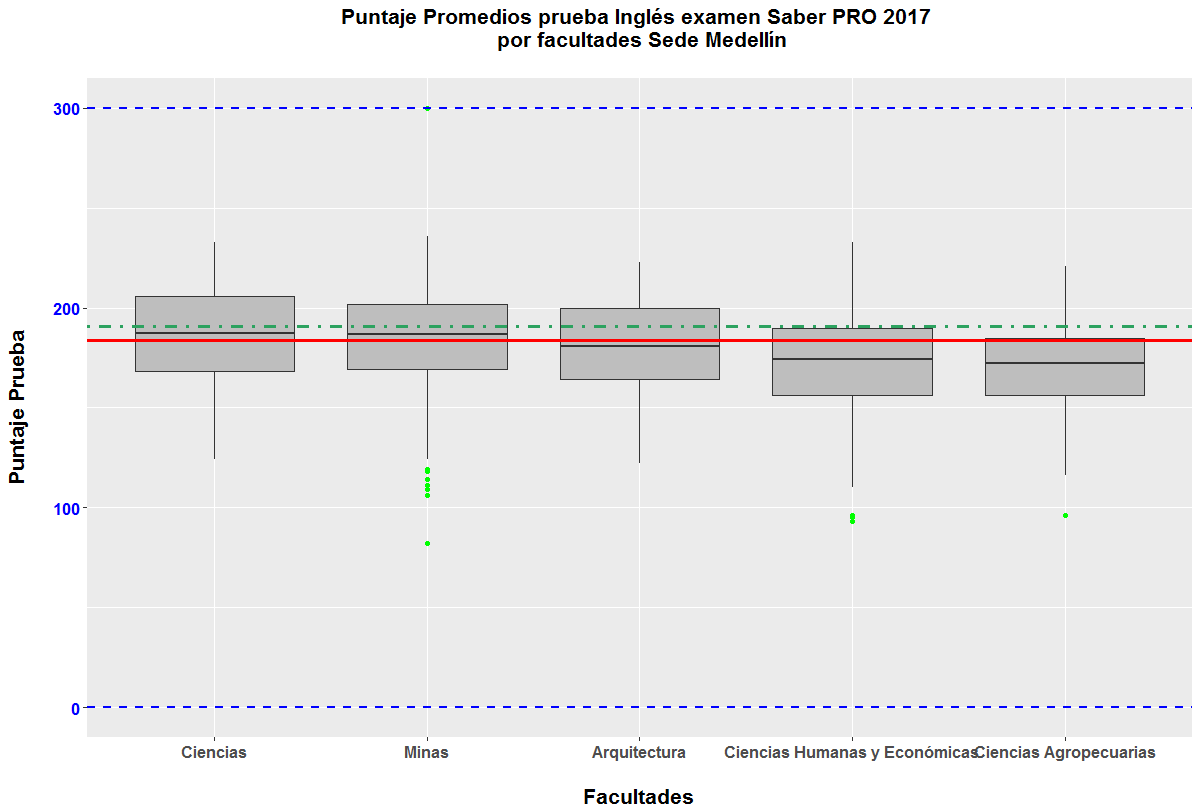 Puntaje Promedios prueba Inglés examen Saber PRO 2017
por facultades Sede Medellín
Puntaje Prueba
300
200
100
0
Ciencias
Minas
Arquitectura
Ciencias Humanas y Económicas
Ciencias Agropecuarias
Facultades